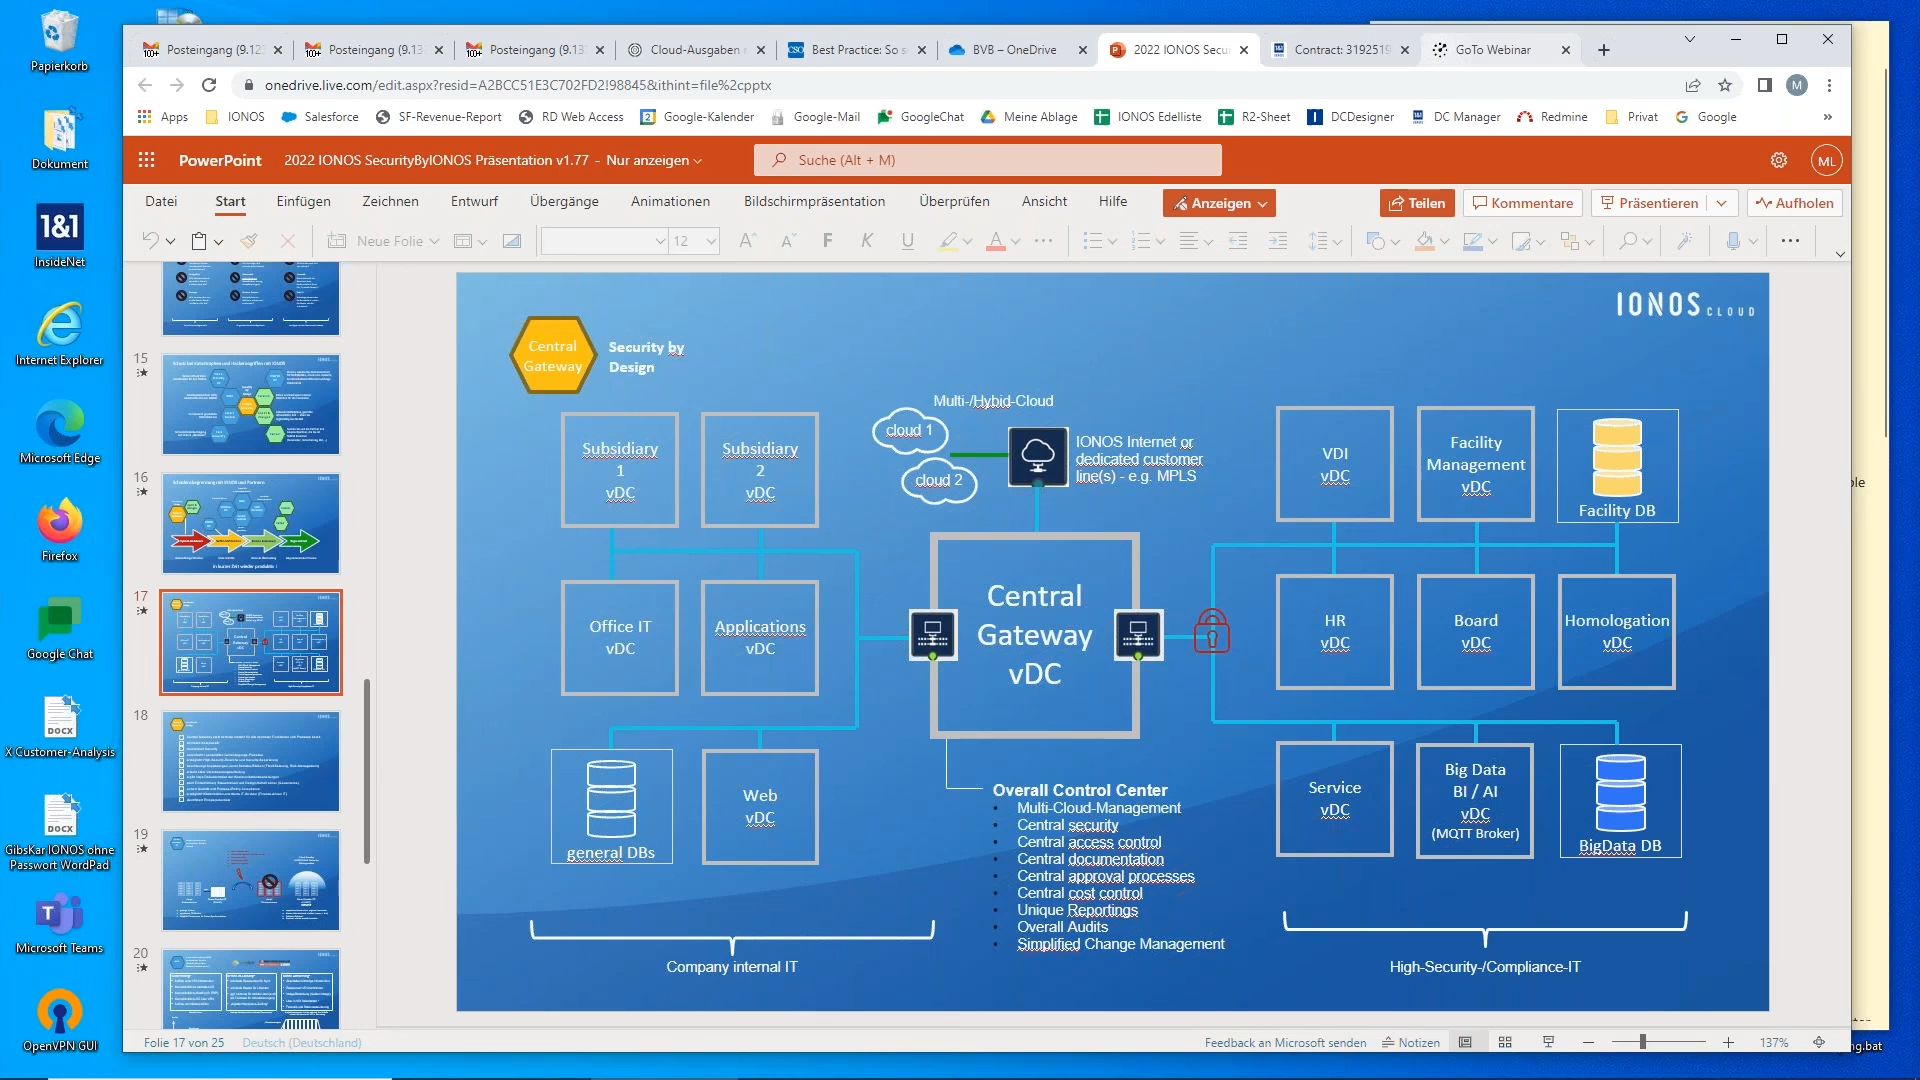 Papierkorb
Dokument
1&1
InsideNet
Internet Explorer
Microsoft Edge
Firefox
Google Chat
DOCX
X Customer-Analysis
DOCX
GibsKar IONOS ohne
Passwort WordPad
Microsoft Teams
OpenVPN GUI
Posteingang (9.12
Posteingang (9.13
Posteingang (9.13
Cloud-Ausgaben
CSO
Best Practice: So s
BVB – OneDrive
2022 IONOS Secu
Contract: 3192519
GoTo Webinar
onedrive.live.com/edit.aspx?resid=A2BCC51E3C702FD2!98845&ithint=file%2cpptx
M
Apps
IONOS
Salesforce
SF-Revenue-Report
RD Web Access
Google-Kalender
Google-Mail
GoogleChat
Meine Ablage
IONOS Edelliste
R2-Sheet
DCDesigner
DC Manager
Redmine
Privat
Google
PowerPoint
2022 IONOS SecurityByIONOS Präsentation v1.77 - Nur anzeigen
Suche (Alt + M)
ML
Datei
Start
Einfügen
Zeichnen
Entwurf
Übergänge
Animationen
Bildschirmpräsentation
Überprüfen
Ansicht
Hilfe
Anzeigen
Teilen
Kommentare
Präsentieren
Aufholen
Neue Folie
12
F
K
U
15
16
17
18
19
20
IONOS CLOUD
Central
Gateway
Security by
Design
Multi-/Hybid-Cloud
cloud 1
cloud 2
IONOS Internet or
dedicated customer
line(s) - e.g. MPLS
Subsidiary
1
vDC
Subsidiary
2
vDC
Office IT
vDC
Applications
vDC
general DBs
Web
vDC
Central
Gateway
vDC
VDI
vDC
Facility
Management
vDC
Facility DB
HR
vDC
Board
vDC
Homologation
vDC
Service
vDC
Big Data
BI / AI
vDC
(MQTT Broker)
BigData DB
Overall Control Center
• Multi-Cloud-Management
• Central security
• Central access control
• Central documentation
• Central approval processes
• Central cost control
• Unique Reportings
• Overall Audits
• Simplified Change Management
Company internal IT
High-Security-/Compliance-IT
Folie 17 von 25
Deutsch (Deutschland)
Feedback an Microsoft senden
Notizen
137%
ng.bat